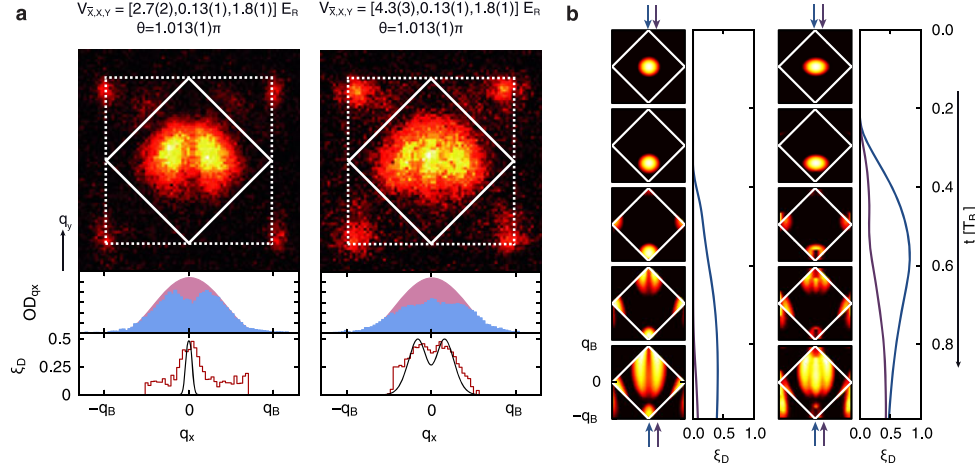 a
V_X̅,X,Y = [2.7(2),0.13(1),1.8(1)] E_R
θ=1.013(1)π
V_X̅,X,Y = [4.3(3),0.13(1),1.8(1)] E_R
θ=1.013(1)π
q_y
OD_qx
ξ_D
0.5
0.25
0
−q_B 0 q_B
q_x
−q_B 0 q_B
q_x
b
0.0
0.2
0.4
0.6
0.8
t [T_B]
q_B
0
−q_B
0.0 0.5 1.0
ξ_D
0.0 0.5 1.0
ξ_D